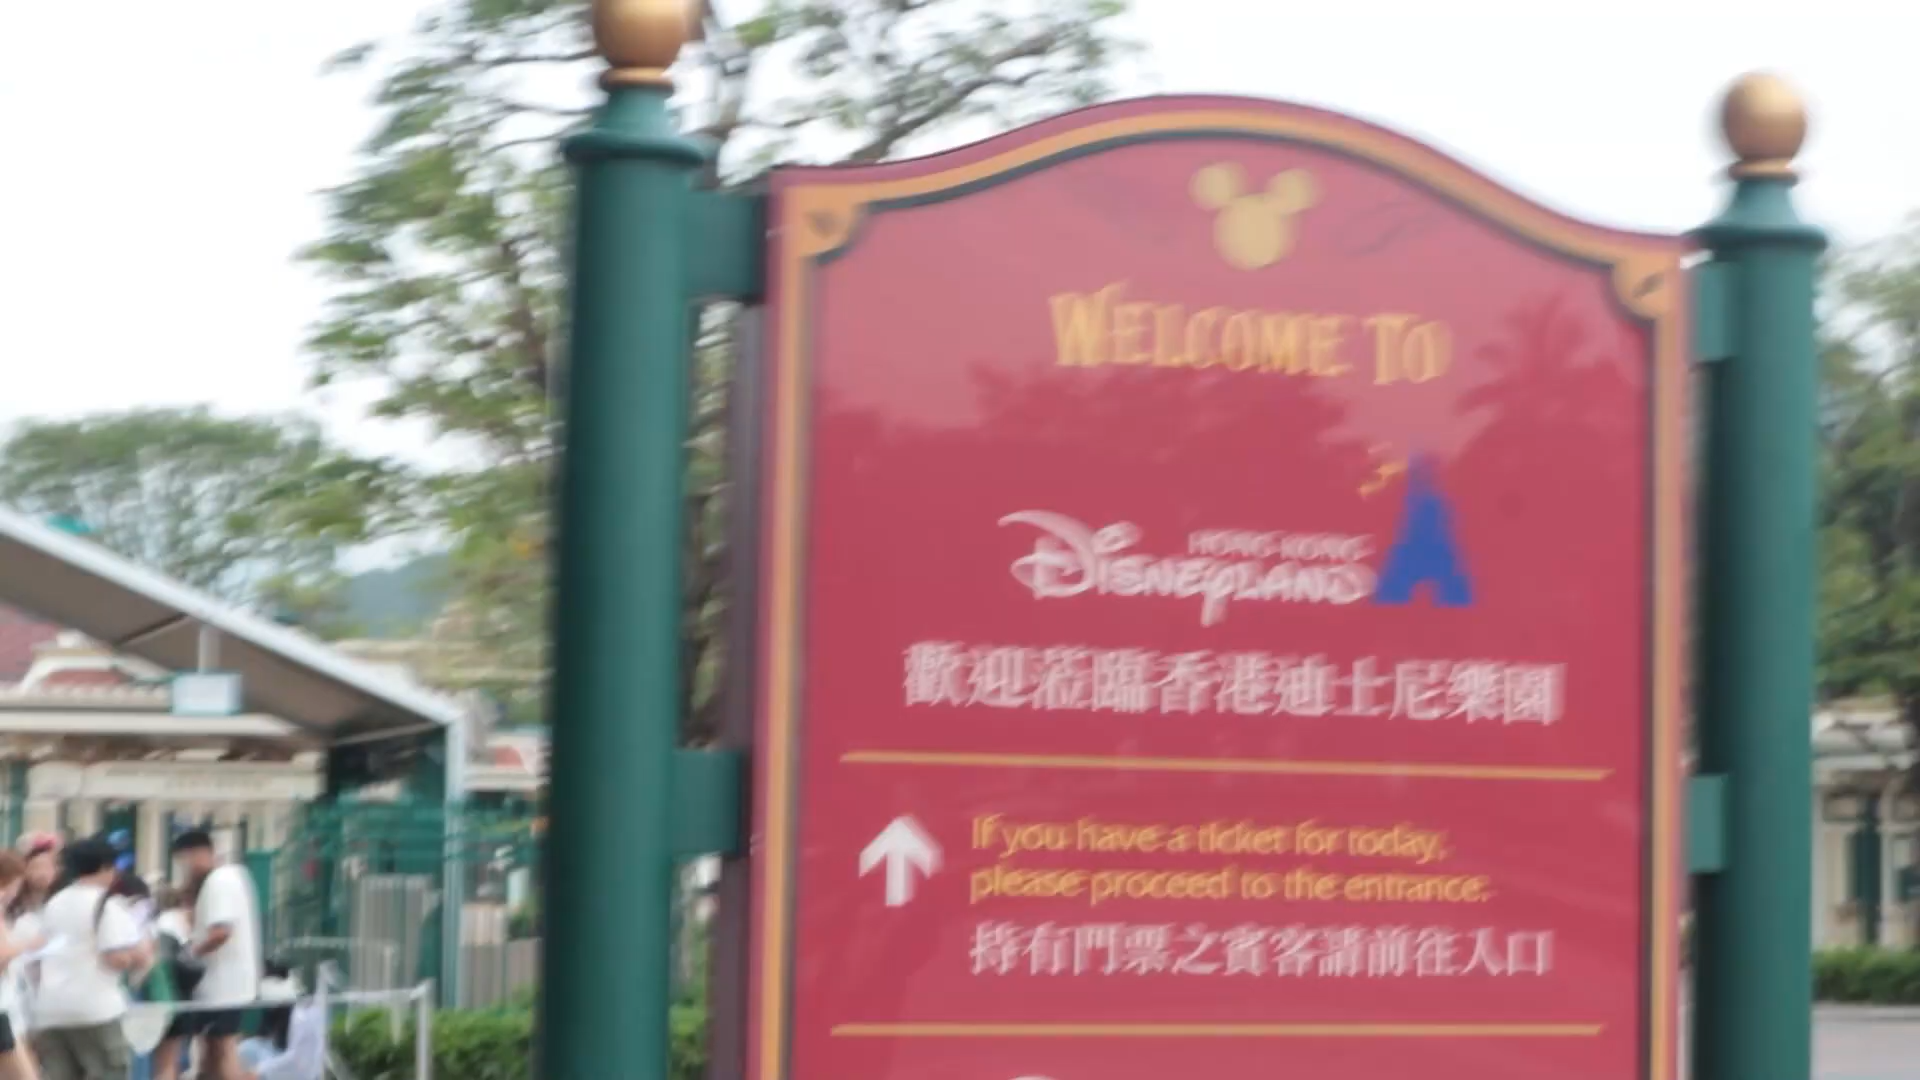 WELCOME TO
HONG KONG
DISNEYLAND
歡迎蒞臨香港迪士尼樂園
If you have a ticket for today,
please proceed to the entrance.
持有門票之賓客請前往入口